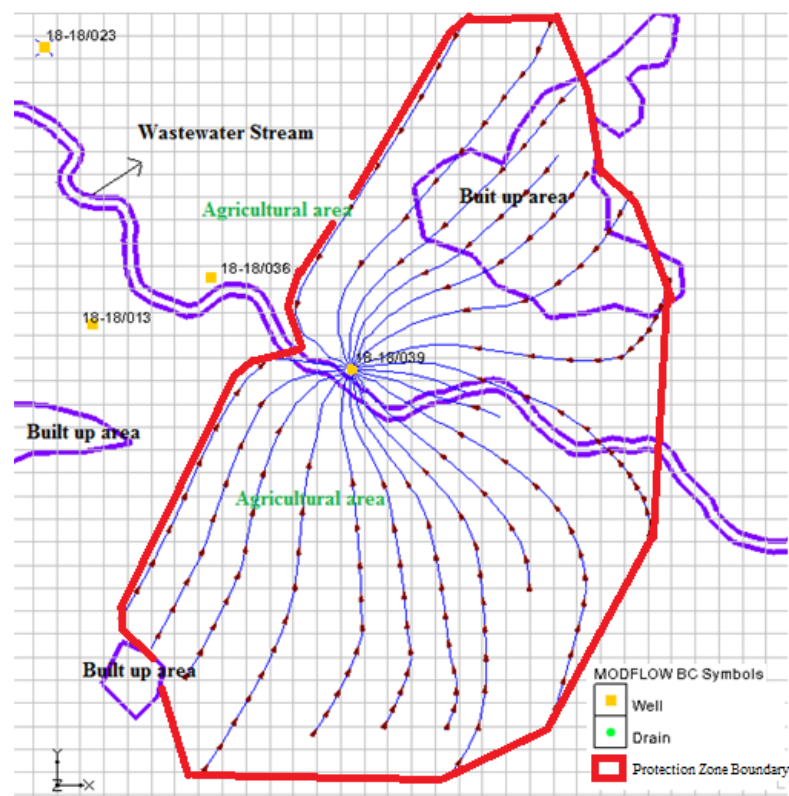 18-18/023
Wastewater Stream
Buit up area
Agricultural area
18-18/036
18-18/013
18-18/039
Built up area
Agricultural area
Built up area
MODFLOW BC Symbols
Well
Drain
Protection Zone Boundary
Y
Z
X